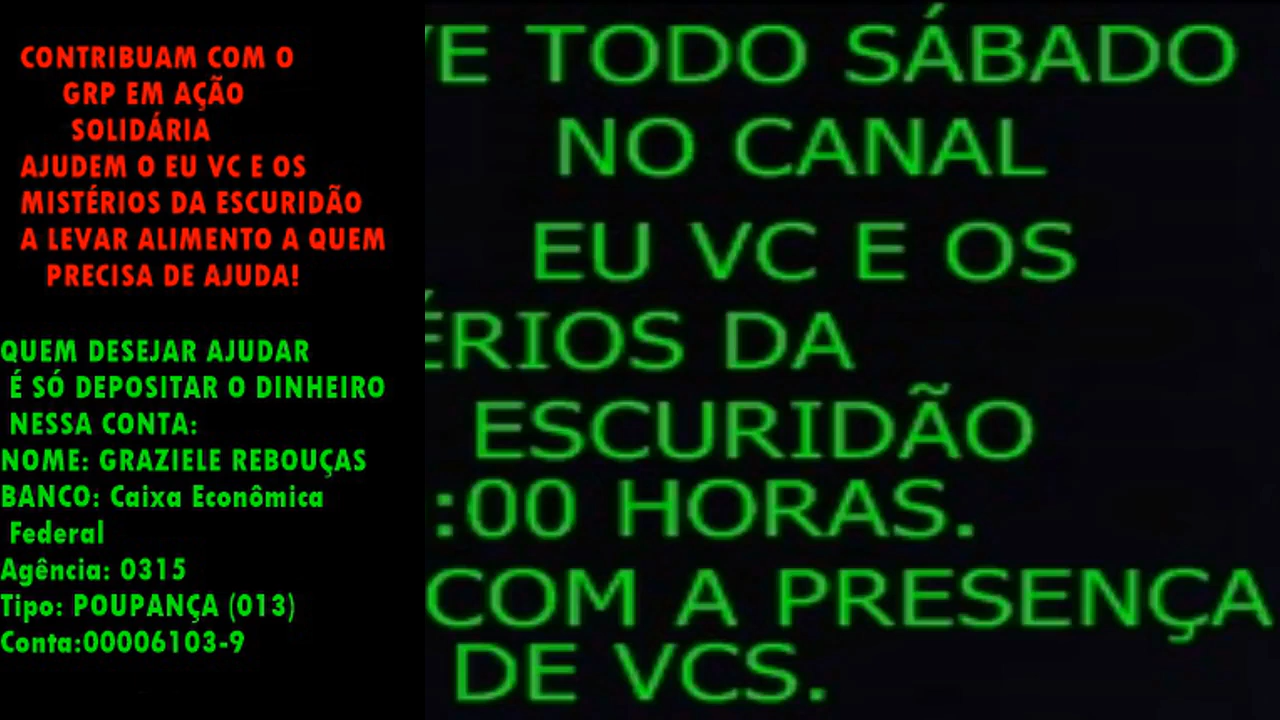 CONTRIBUAM COM O
GRP EM AÇÃO
SOLIDÁRIA
AJUDEM O EU VC E OS
MISTÉRIOS DA ESCURIDÃO
A LEVAR ALIMENTO A QUEM
PRECISA DE AJUDA!
QUEM DESEJAR AJUDAR
É SÓ DEPOSITAR O DINHEIRO
NESSA CONTA:
NOME: GRAZIELE REBOUÇAS
BANCO: Caixa Econômica
Federal
Agência: 0315
Tipo: POUPANÇA (013)
Conta:00006103-9
E TODO SÁBADO
NO CANAL
EU VC E OS
ÉRIOS DA
ESCURIDÃO
:00 HORAS.
COM A PRESENÇA
DE VCS.